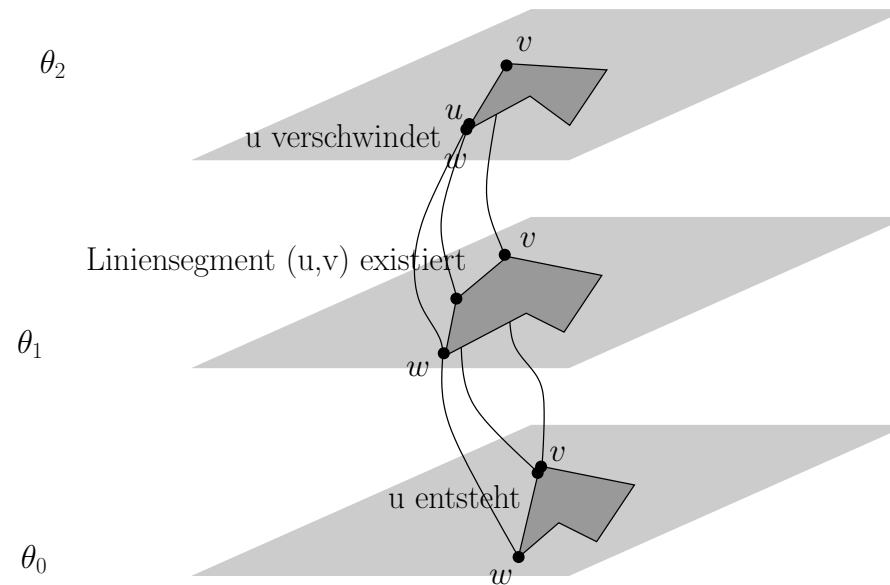 v
θ₂
u
u verschwindet
w
v
Liniensegment (u,v) existiert
θ₁
w
v
u entsteht
θ₀
w